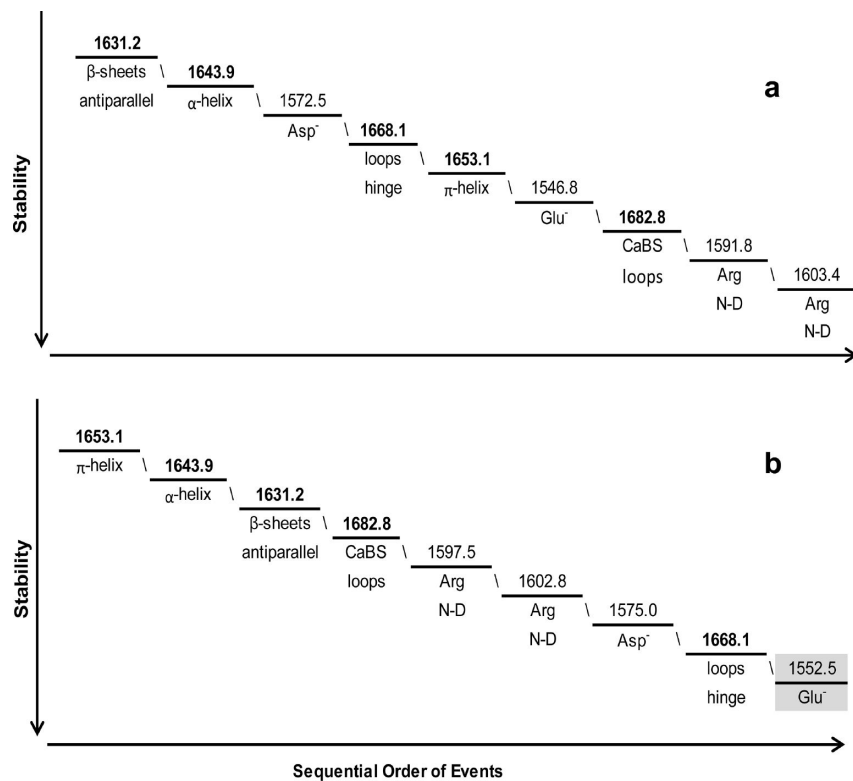 1631.2
β-sheets
antiparallel
1643.9
α-helix
1572.5
Asp⁻
1668.1
loops
hinge
1653.1
π-helix
1546.8
Glu⁻
1682.8
CaBS
loops
1591.8
Arg
N-D
1603.4
Arg
N-D
a
Stability
1653.1
π-helix
1643.9
α-helix
1631.2
β-sheets
antiparallel
1682.8
CaBS
loops
1597.5
Arg
N-D
1602.8
Arg
N-D
1575.0
Asp⁻
1668.1
loops
hinge
1552.5
Glu⁻
b
Stability
Sequential Order of Events